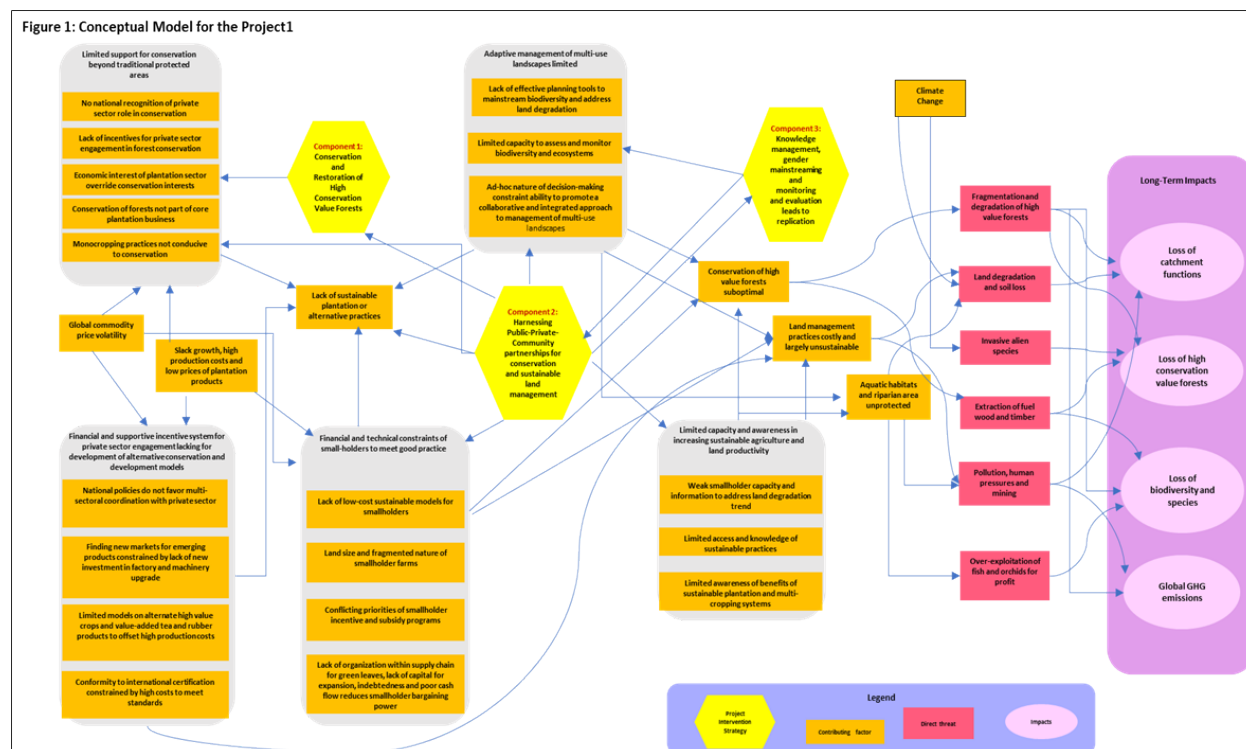 Figure 1: Conceptual Model for the Project1
Limited support for conservation
beyond traditional protected
areas
No national recognition of private
sector role in conservation
Lack of incentives for private sector
engagement in forest conservation
Economic interest of plantation sector
override conservation interests
Conservation of forests not part of core
plantation business
Monocropping practices not conducive
to conservation
Component 1:
Conservation
and
Restoration of
High
Conservation
Value Forests
Adaptive management of multi-use
landscapes limited
Lack of effective planning tools to
mainstream biodiversity and address
land degradation
Limited capacity to assess and monitor
biodiversity and ecosystems
Ad-hoc nature of decision-making
constraint ability to promote a
collaborative and integrated approach
to management of multi-use
landscapes
Component 3:
Knowledge
management,
gender
mainstreaming
and
monitoring
and evaluation
leads to
replication
Climate
Change
Global commodity
price volatility
Slack growth, high
production costs and
low prices of plantation
products
Lack of sustainable
plantation or
alternative practices
Component 2:
Harnessing
Public-Private-
Community
partnerships for
conservation
and sustainable
land
management
Conservation of high
value forests
suboptimal
Land management
practices costly and
largely unsustainable
Aquatic habitats
and riparian area
unprotected
Fragmentation and
degradation of high
value forests
Land degradation
and soil loss
Invasive alien
species
Extraction of fuel
wood and timber
Pollution, human
pressures and
mining
Over-exploitation of
fish and orchids for
profit
Long-Term Impacts
Loss of
catchment
functions
Loss of high
conservation
value forests
Loss of
biodiversity and
species
Global GHG
emissions
Financial and supportive incentive system for
private sector engagement lacking for
development of alternative conservation and
development models
National policies do not favor multi-
sectoral coordination with private sector
Finding new markets for emerging
products constrained by lack of new
investment in factory and machinery
upgrade
Limited models on alternate high value
crops and value-added tea and rubber
products to offset high production costs
Conformity to international certification
constrained by high costs to meet
standards
Financial and technical constraints of
small-holders to meet good practice
Lack of low-cost sustainable models for
smallholders
Land size and fragmented nature of
smallholder farms
Conflicting priorities of smallholder
incentive and subsidy programs
Lack of organization within supply chain
for green leaves, lack of capital for
expansion, indebtedness and poor cash
flow reduces smallholder bargaining
power
Limited capacity and awareness in
increasing sustainable agriculture and
land productivity
Weak smallholder capacity and
information to address land degradation
trend
Limited access and knowledge of
sustainable practices
Limited awareness of benefits of
sustainable plantation and multi-
cropping systems
Legend
Project
Intervention
Strategy
Contributing factor
Direct threat
Impacts